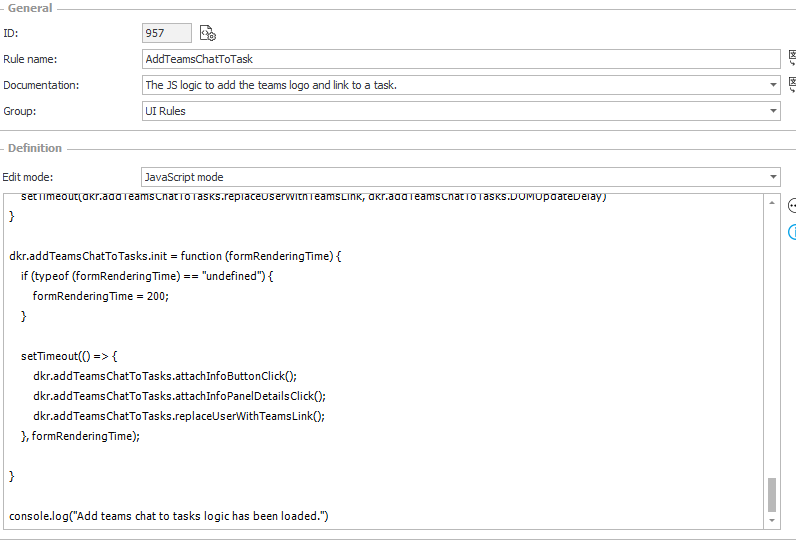 General
ID: 957
Rule name: AddTeamsChatToTask
Documentation: The JS logic to add the teams logo and link to a task.
Group: UI Rules
Definition
Edit mode: JavaScript mode
setTimeout(dkr.addTeamsChatToTasks.replaceUserWithTeamsLink, dkr.addTeamsChatToTasks.DOMUpdateDelay)
}
dkr.addTeamsChatToTasks.init = function (formRenderingTime) {
if (typeof (formRenderingTime) == "undefined") {
formRenderingTime = 200;
}
setTimeout(() => {
dkr.addTeamsChatToTasks.attachInfoButtonClick();
dkr.addTeamsChatToTasks.attachInfoPanelDetailsClick();
dkr.addTeamsChatToTasks.replaceUserWithTeamsLink();
}, formRenderingTime);
}
console.log("Add teams chat to tasks logic has been loaded.")